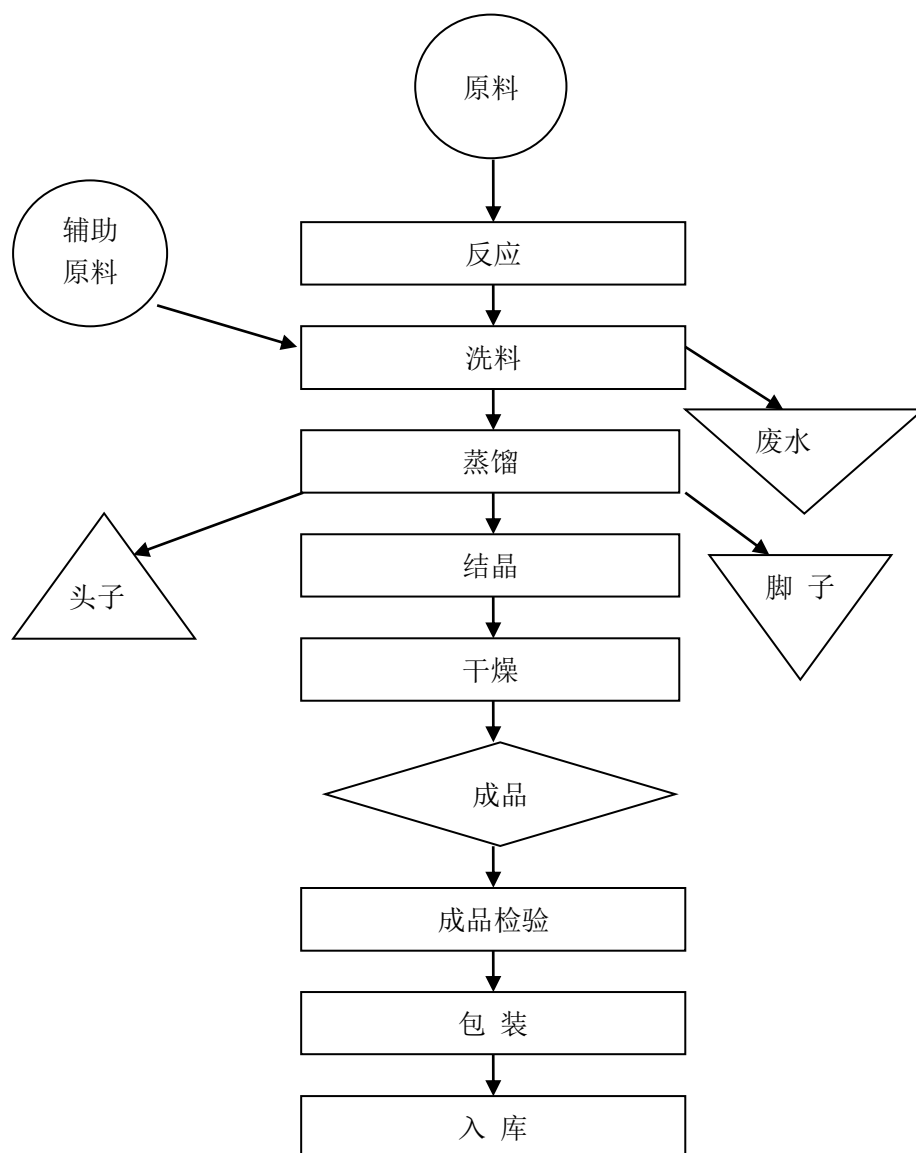 原料
辅助
原料
反应
洗料
废水
蒸馏
结晶
头子
脚 子
干燥
成品
成品检验
包 装
入 库